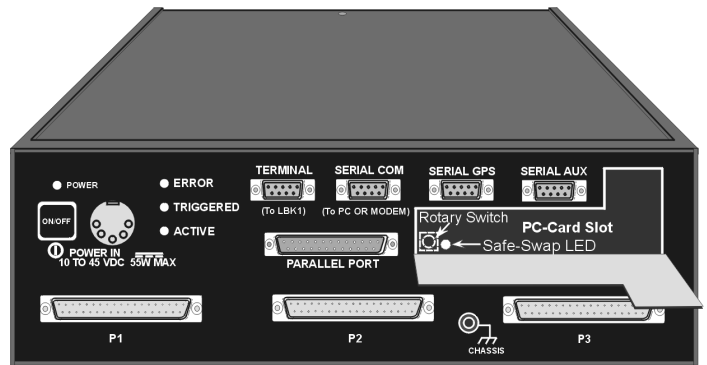 TERMINAL
SERIAL COM
SERIAL GPS
SERIAL AUX
POWER
ERROR
(To LBK1)
(To PC OR MODEM)
ON/OFF
TRIGGERED
Rotary Switch
PC-Card Slot
ACTIVE
Safe-Swap LED
POWER IN
10 TO 45 VDC 55W MAX
PARALLEL PORT
P1
P2
P3
CHASSIS